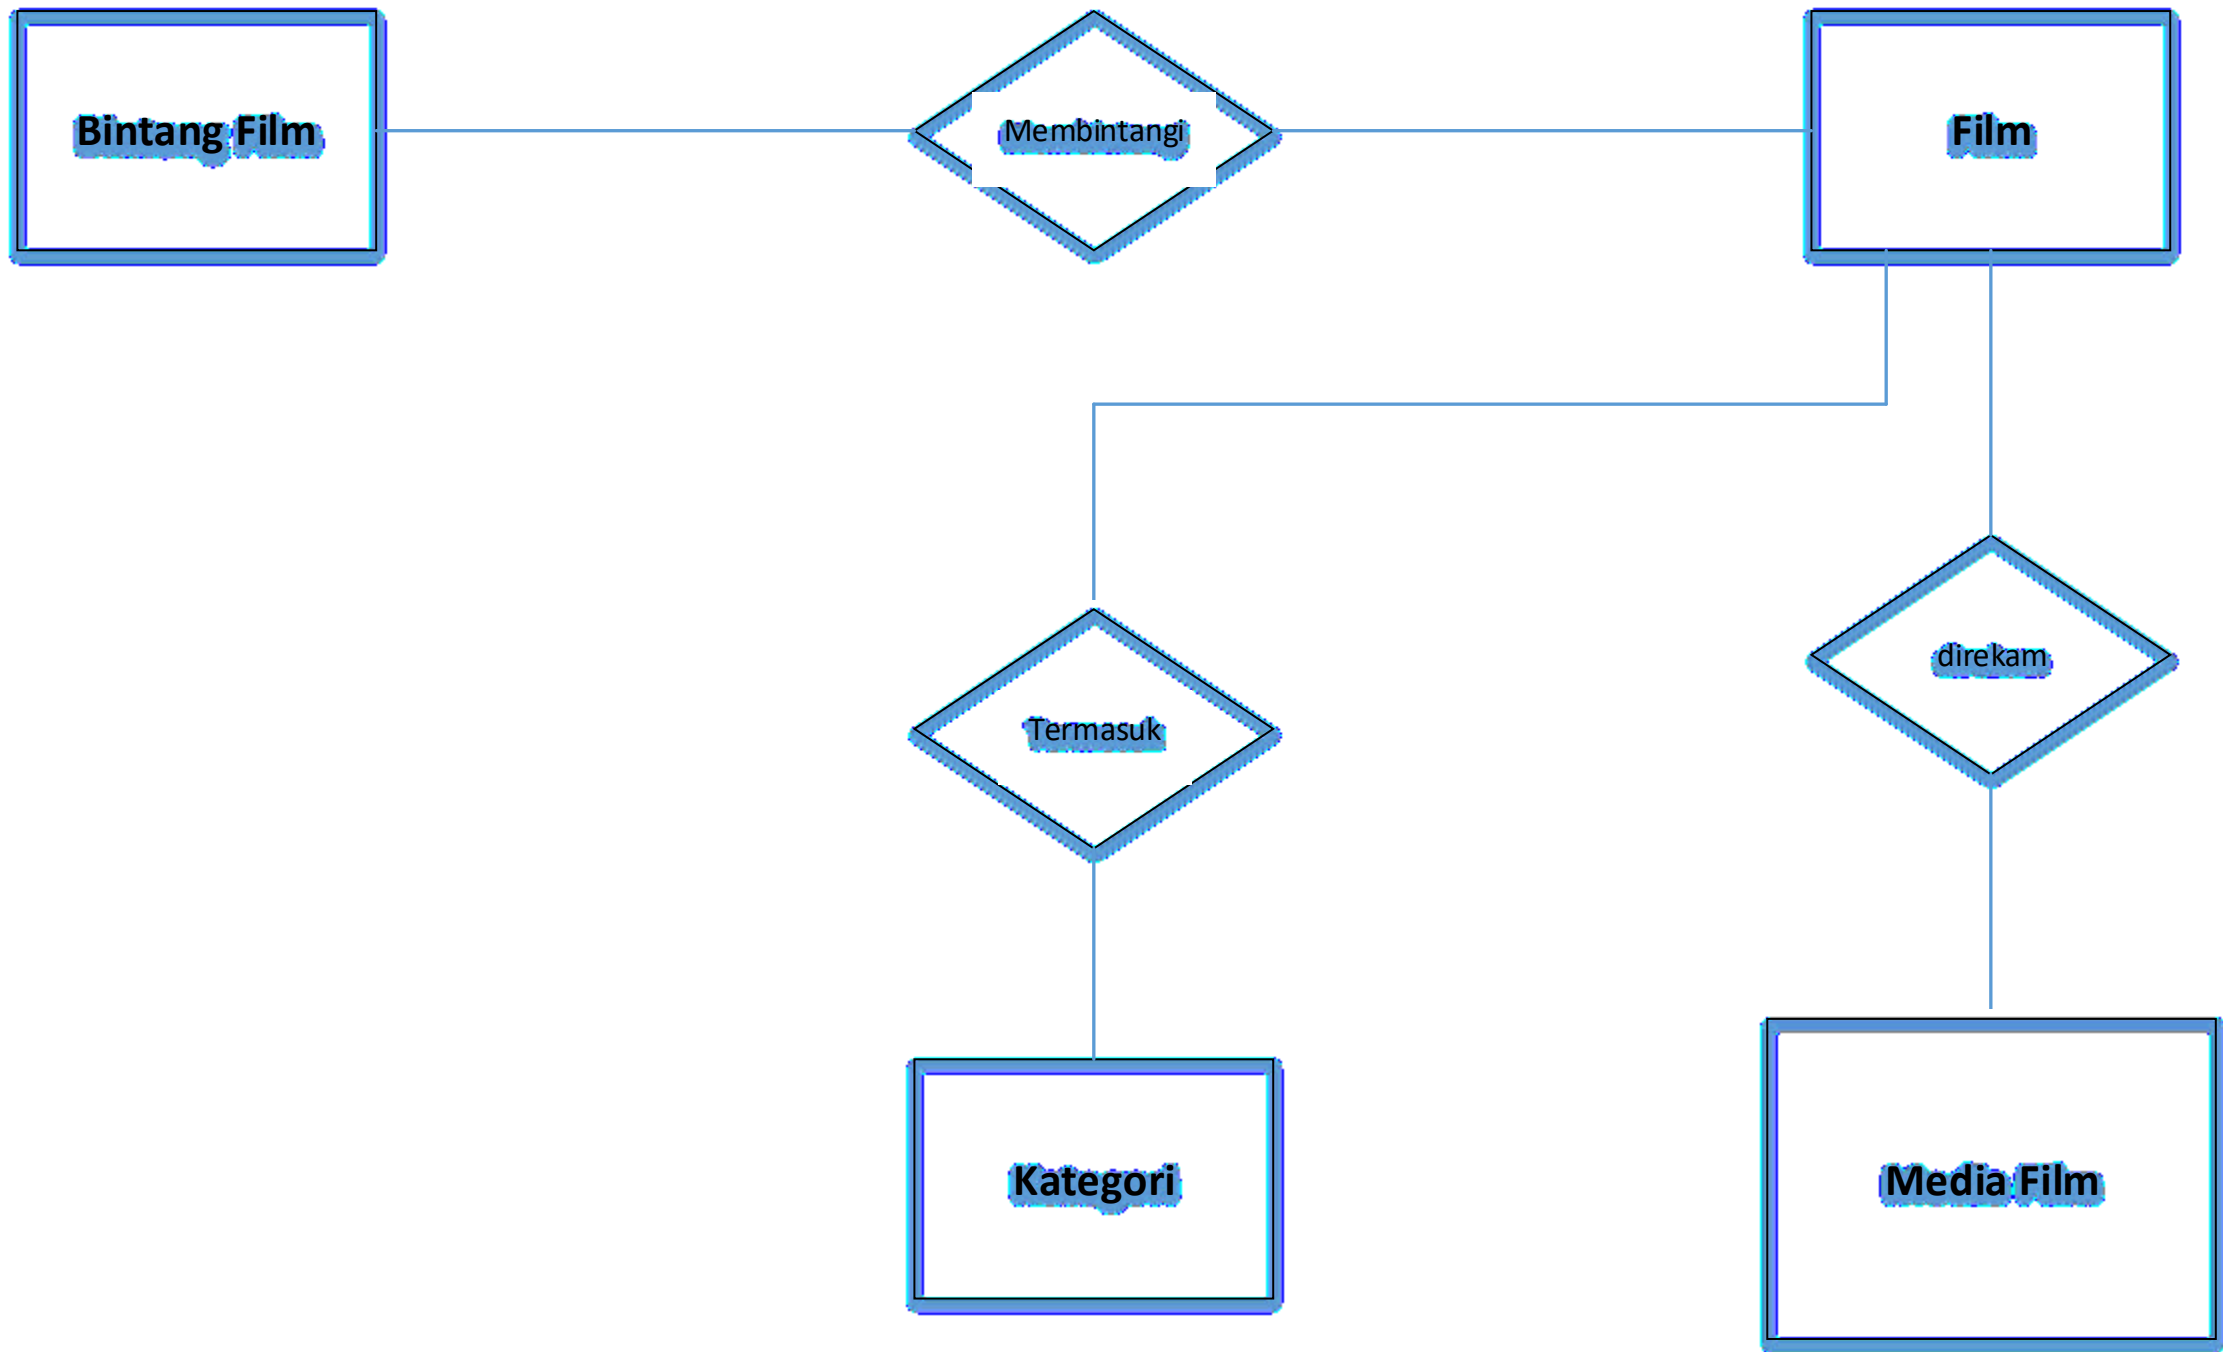 Bintang Film
Membintangi
Film
direkam
Termasuk
Kategori
Media Film